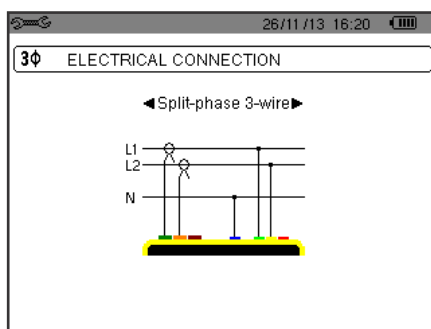 26/11/13 16:20
3Φ ELECTRICAL CONNECTION
◄Split-phase 3-wire►
L1
L2
N